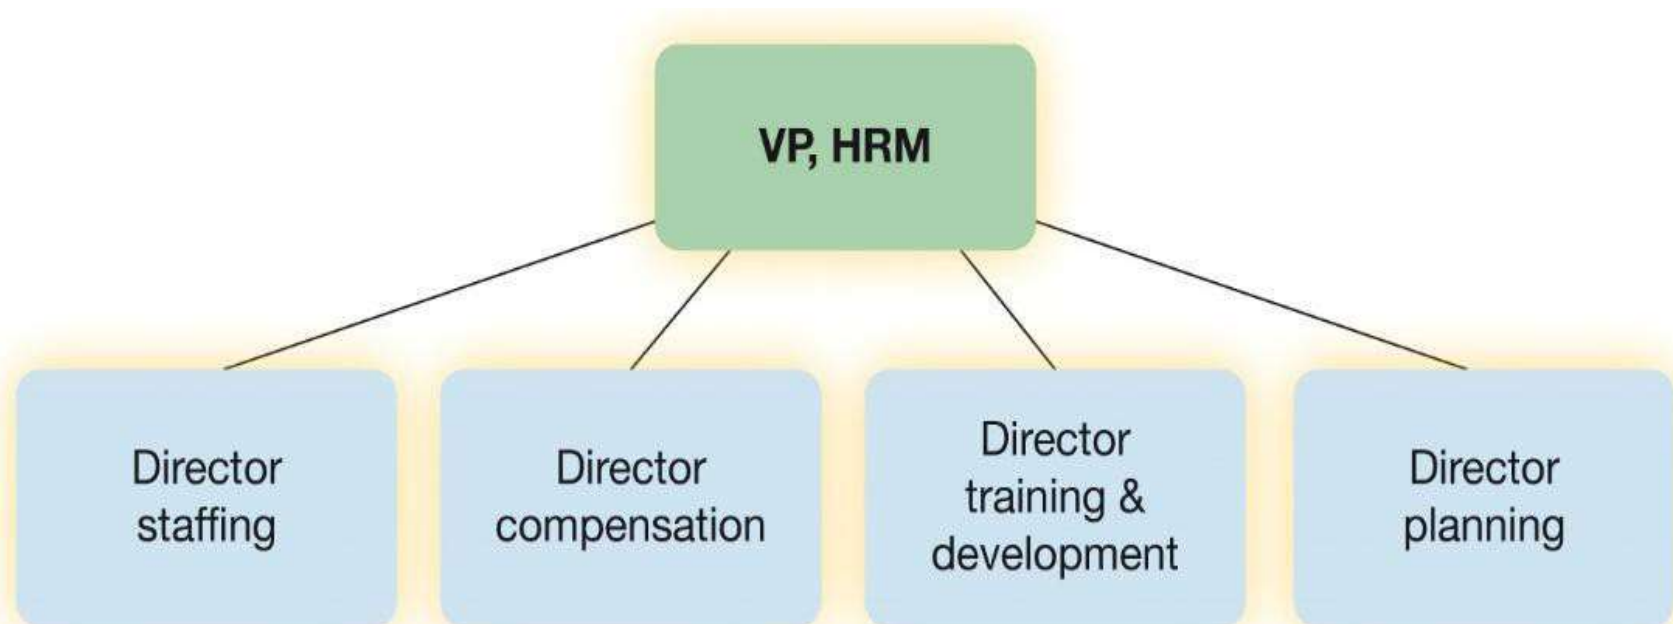 VP, HRM
Director
staffing
Director
compensation
Director
training &
development
Director
planning